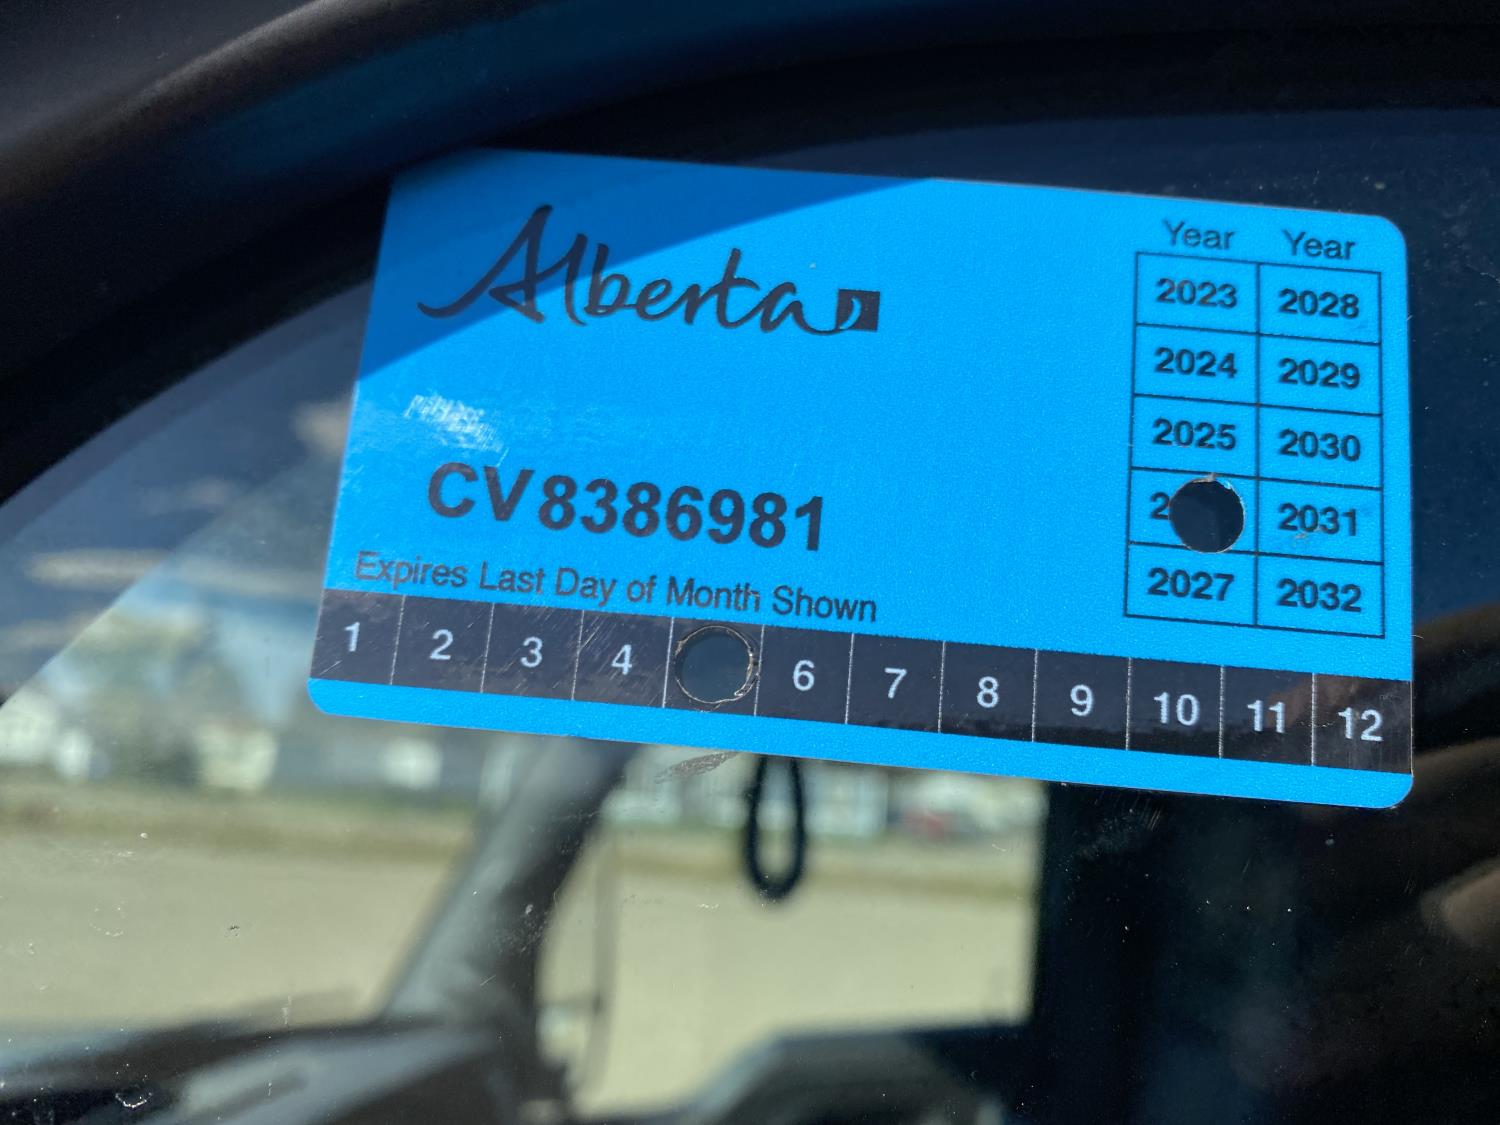 Alberta
Year Year
2023 2028
2024 2029
2025 2030
2 2031
2027 2032
CV8386981
Expires Last Day of Month Shown
1 2 3 4 6 7 8 9 10 11 12